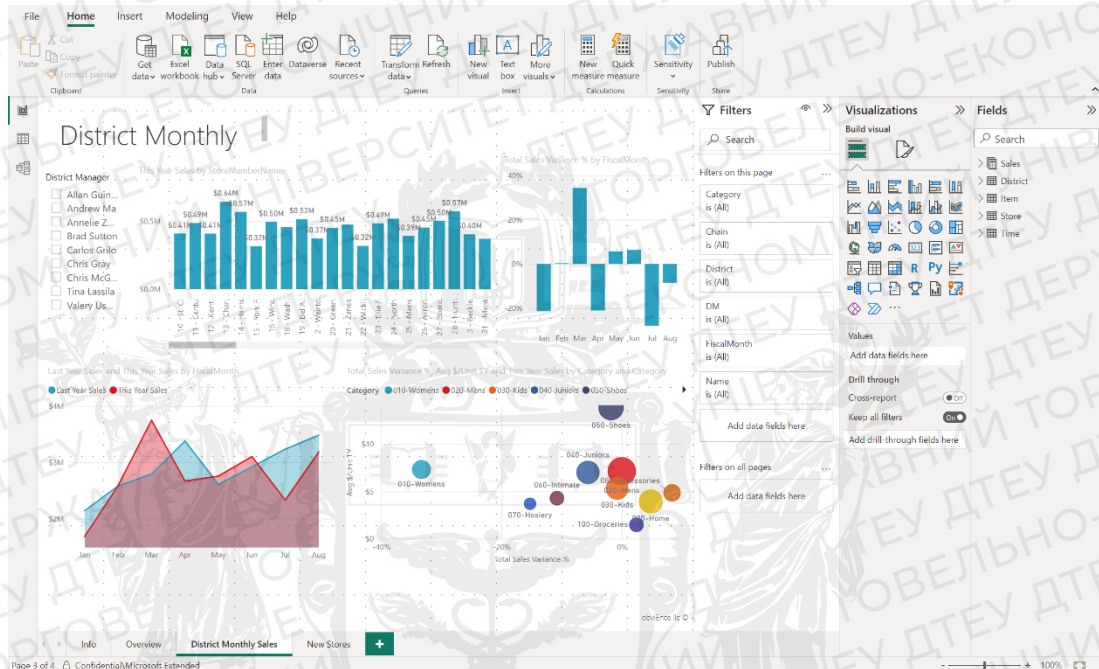 File Home Insert Modeling View Help
Paste
Cut
Copy
Format painter
Clipboard
Get data
Excel workbook
Data hub
SQL Server
Enter data
Dataverse
Recent sources
Data
Transform data
Refresh
Queries
New visual
Text box
More visuals
Insert
New measure
Quick measure
Calculations
Sensitivity
Sensitivity
Publish
Share
District Monthly
District Manager
Allan Guin...
Andrew Ma
Annelie Z...
Brad Sutton
Carlos Grilo
Chris Gray
Chris McG...
Tina Lassila
Valery Us...
This Year Sales by StoreNumberName
$0.5M
$0.0M
$0.41M
$0.49M
$0.41M
$0.64M
$0.57M
$0.32M
$0.50M
$0.52M
$0.37M
$0.45M
$0.32M
$0.49M
$0.39M
$0.45M
$0.50M
$0.57M
$0.40M
Total Sales Variance % by FiscalMonth
40%
20%
0%
-20%
Jan Feb Mar Apr May Jun Jul Aug
Last Year Sales and This Year Sales by FiscalMonth
Last Year Sales This Year Sales
$4M
$3M
$2M
Jan Feb Mar Apr May Jun Jul Aug
Total Sales Variance %, Avg $/Unit TY and This Year Sales by Category and Category
Category 010-Womens 020-Mens 030-Kids 040-Juniors 050-Shoes
Avg $/Unit TY
$10
$5
$0
050-Shoes
040-Juniors
010-Womens
060-Intimate
030-Kids
070-Hosiery
100-Groceries
-40% -20% 0%
Total Sales Variance %
obviEnce llc ©
Filters
Search
Filters on this page
Category
is (All)
Chain
is (All)
District
is (All)
DM
is (All)
FiscalMonth
is (All)
Name
is (All)
Add data fields here
Filters on all pages
Add data fields here
Visualizations
Build visual
R Py
Values
Add data fields here
Drill through
Cross-report Off
Keep all filters On
Add drill-through fields here
Fields
Search
Sales
District
Item
Store
Time
Info Overview District Monthly Sales New Stores +
Page 3 of 4 Confidential\Microsoft Extended
- + 100%